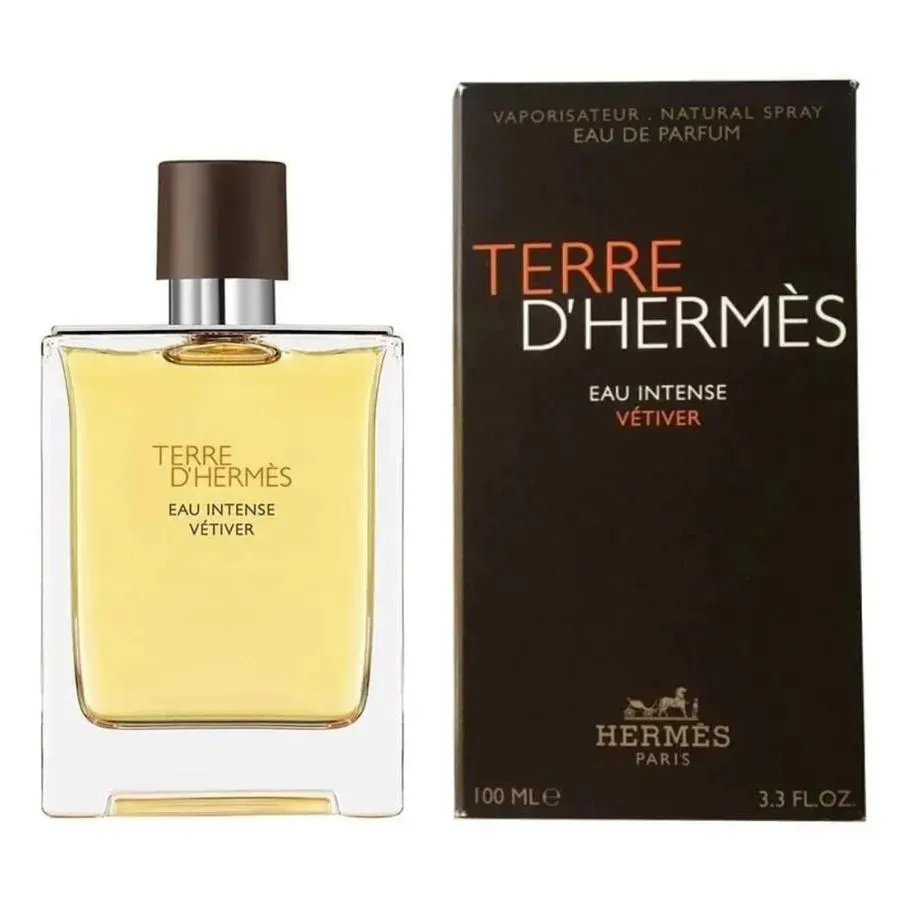 TERRE
D'HERMÈS
EAU INTENSE
VÉTIVER
VAPORISATEUR . NATURAL SPRAY
EAU DE PARFUM
TERRE
D'HERMÈS
EAU INTENSE
VÉTIVER
HERMÈS
PARIS
100 ML℮ 3.3 FL.OZ.